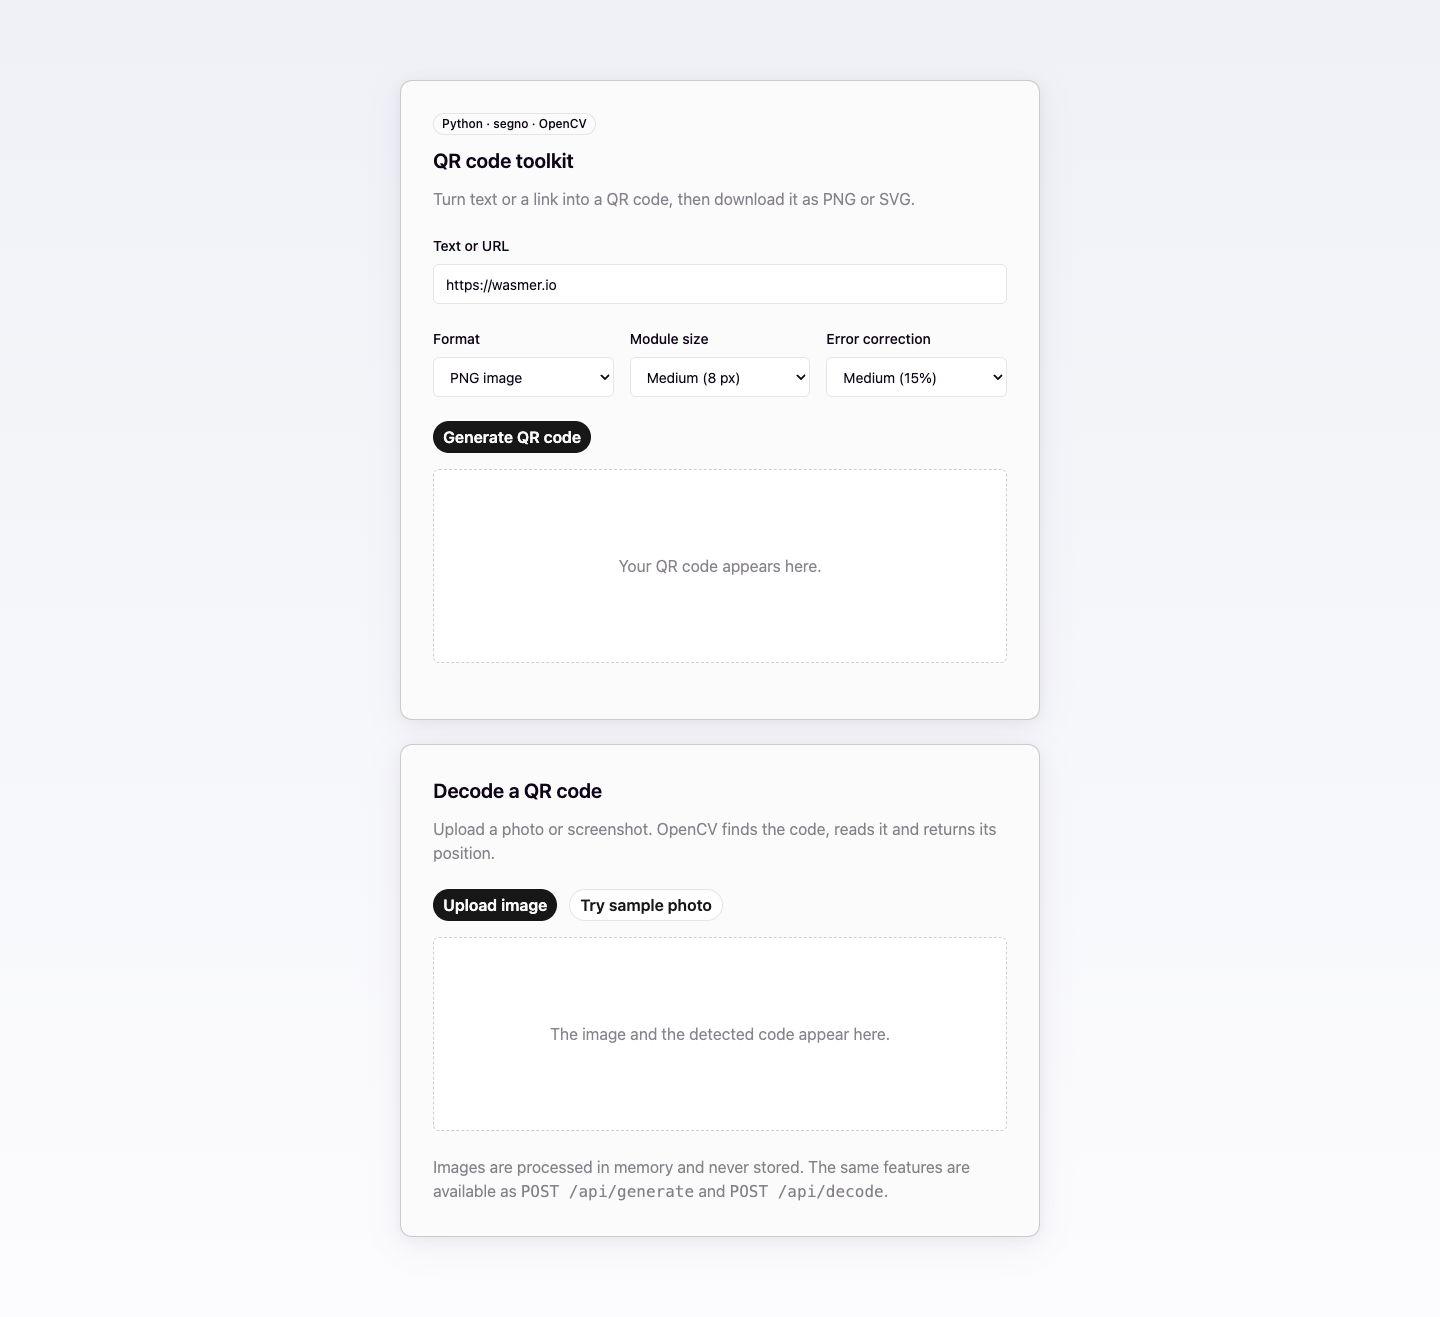 Python · segno · OpenCV
QR code toolkit
Turn text or a link into a QR code, then download it as PNG or SVG.
Text or URL
https://wasmer.io
Format
Module size
Error correction
PNG image
Medium (8 px)
Medium (15%)
Generate QR code
Your QR code appears here.
Decode a QR code
Upload a photo or screenshot. OpenCV finds the code, reads it and returns its
position.
Upload image
Try sample photo
The image and the detected code appear here.
Images are processed in memory and never stored. The same features are
available as POST /api/generate and POST /api/decode.